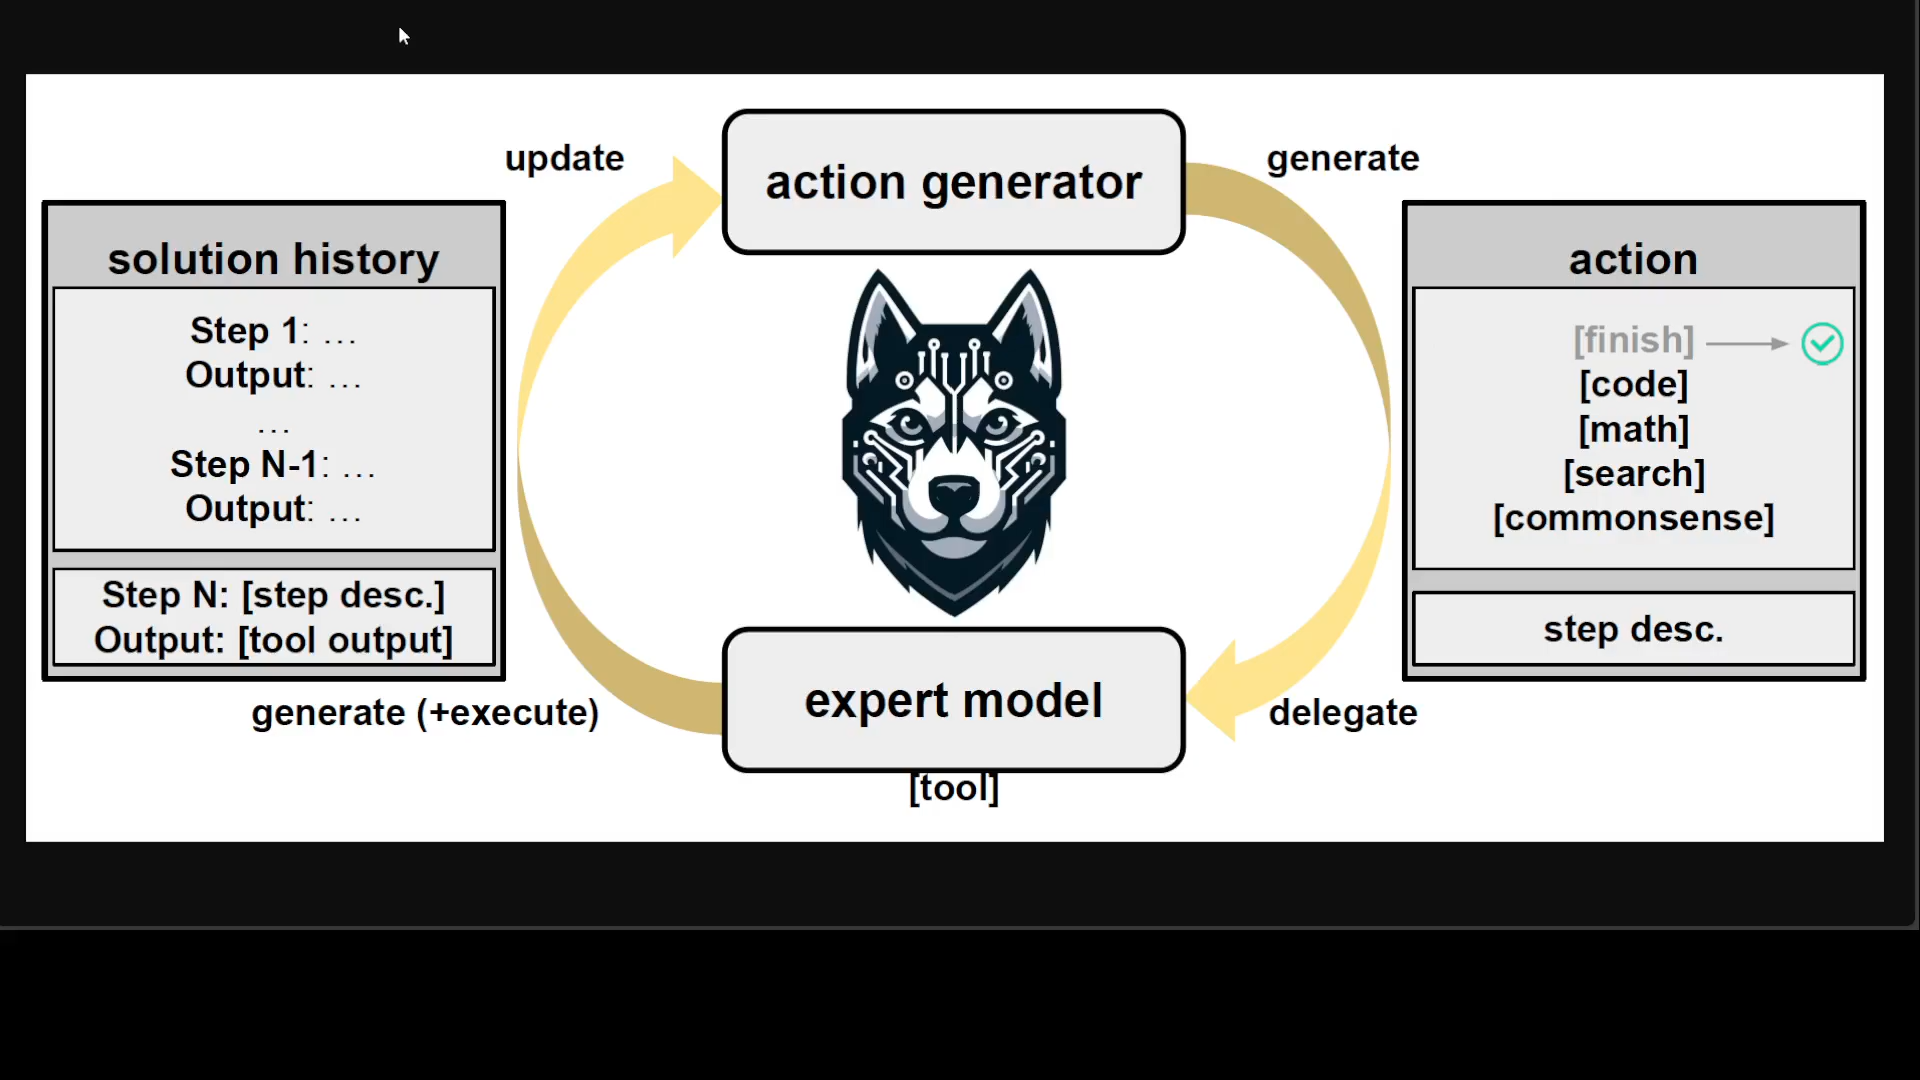 update
action generator
generate
solution history
Step 1: ...
Output: ...
...
Step N-1: ...
Output: ...
Step N: [step desc.]
Output: [tool output]
generate (+execute)
action
[finish]
[code]
[math]
[search]
[commonsense]
step desc.
delegate
expert model
[tool]